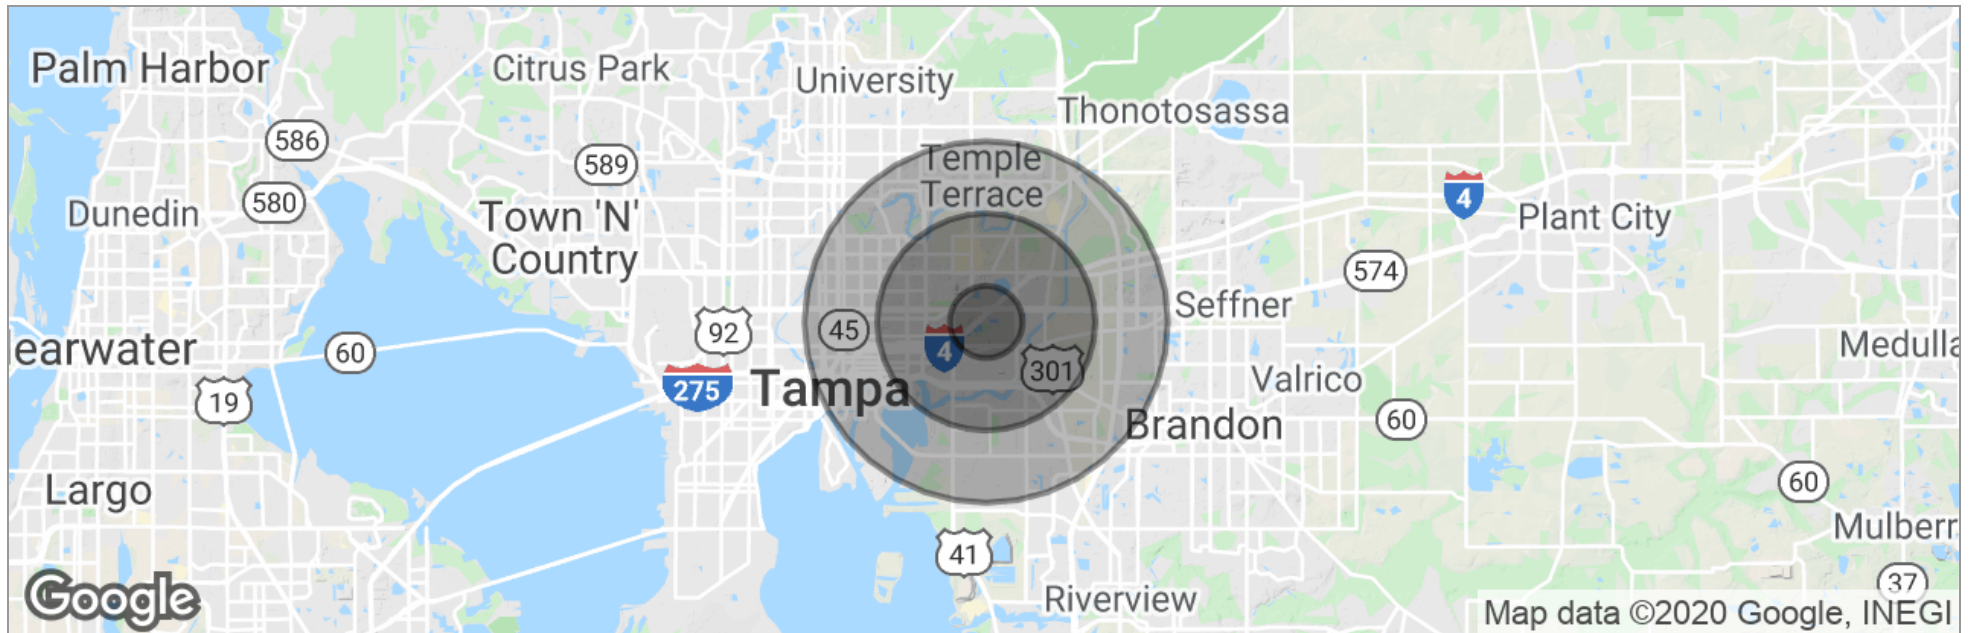 Palm Harbor
Citrus Park
University
Thonotosassa
586
589
Temple
Terrace
580
Dunedin
Town 'N'
Country
4
Plant City
574
Seffner
92
45
earwater
60
4
301
Medulla
275
Tampa
Valrico
19
Brandon
60
Largo
60
41
Mulberr
37
Riverview
Google
Map data ©2020 Google, INEGI